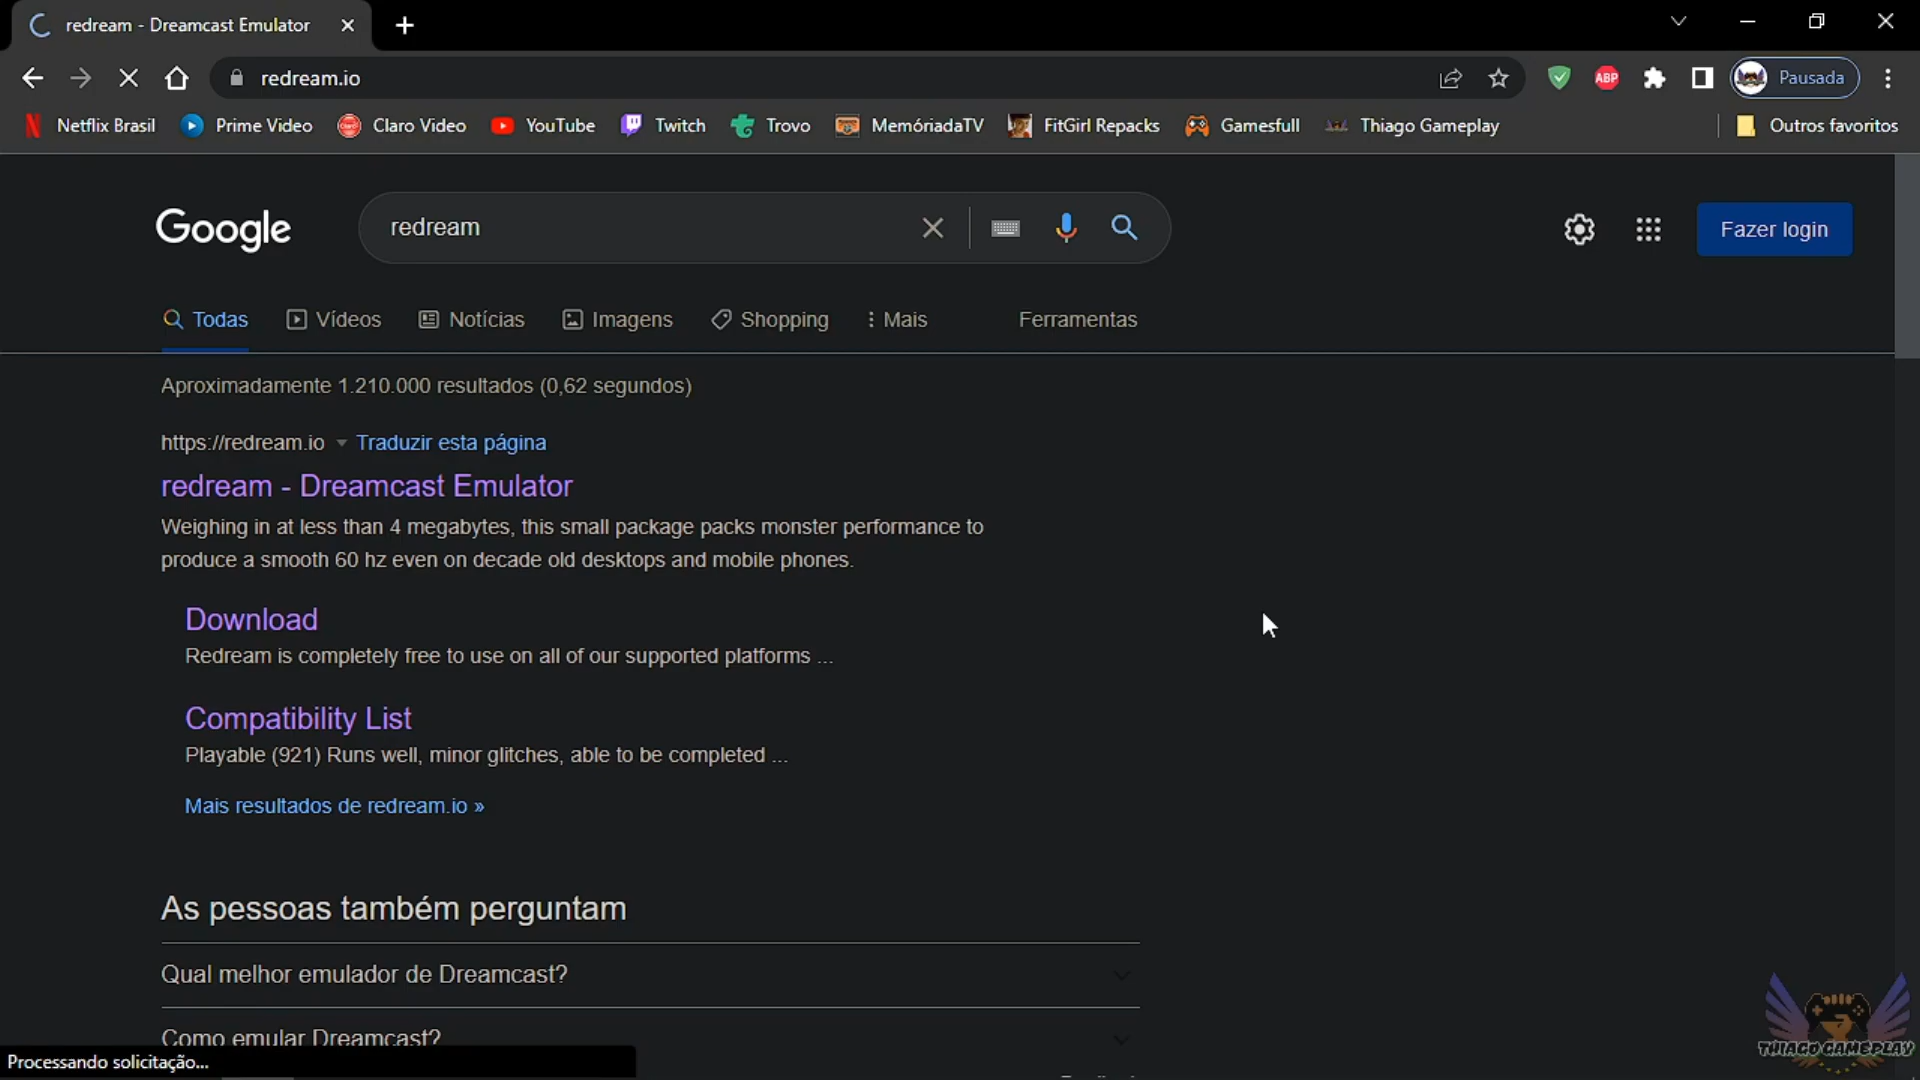 redream - Dreamcast Emulator
redream.io
ABP
Pausada
Netflix Brasil
Prime Video
Claro Video
YouTube
Twitch
Trovo
MemóriadaTV
FitGirl Repacks
Gamesfull
Thiago Gameplay
Outros favoritos
Google
redream
Fazer login
Todas
Vídeos
Notícias
Imagens
Shopping
Mais
Ferramentas
Aproximadamente 1.210.000 resultados (0,62 segundos)
https://redream.io Traduzir esta página
redream - Dreamcast Emulator
Weighing in at less than 4 megabytes, this small package packs monster performance to
produce a smooth 60 hz even on decade old desktops and mobile phones.
Download
Redream is completely free to use on all of our supported platforms ...
Compatibility List
Playable (921) Runs well, minor glitches, able to be completed ...
Mais resultados de redream.io »
As pessoas também perguntam
Qual melhor emulador de Dreamcast?
Como emular Dreamcast?
Processando solicitação...
THIAGO GAMEPLAY